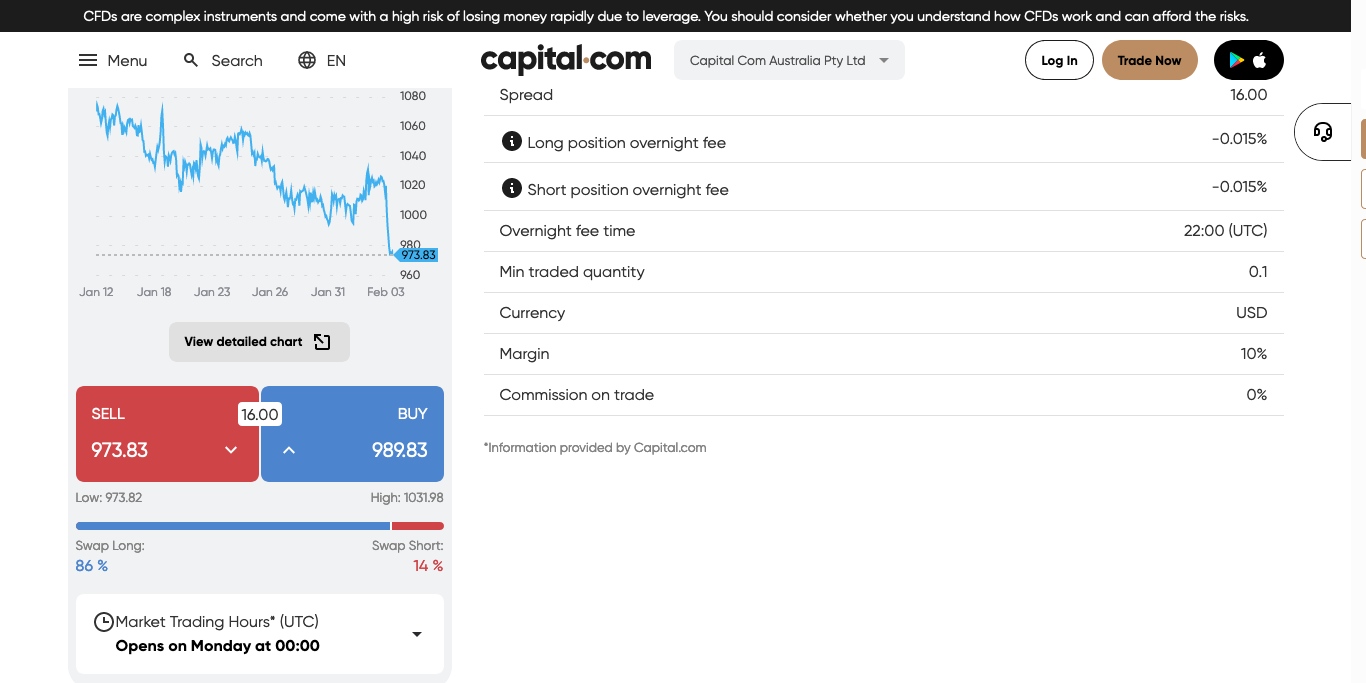 CFDs are complex instruments and come with a high risk of losing money rapidly due to leverage. You should consider whether you understand how CFDs work and can afford the risks.
Menu
Search
EN
capital.com
Capital Com Australia Pty Ltd
Log In
Trade Now
1080
1060
1040
1020
1000
980
973.83
960
Jan 12 Jan 18 Jan 23 Jan 26 Jan 31 Feb 03
View detailed chart
SELL
973.83
16.00
BUY
989.83
Low: 973.82
High: 1031.98
Swap Long:
Swap Short:
86 %
14 %
Market Trading Hours* (UTC)
Opens on Monday at 00:00
Spread 16.00
Long position overnight fee -0.015%
Short position overnight fee -0.015%
Overnight fee time 22:00 (UTC)
Min traded quantity 0.1
Currency USD
Margin 10%
Commission on trade 0%
*Information provided by Capital.com